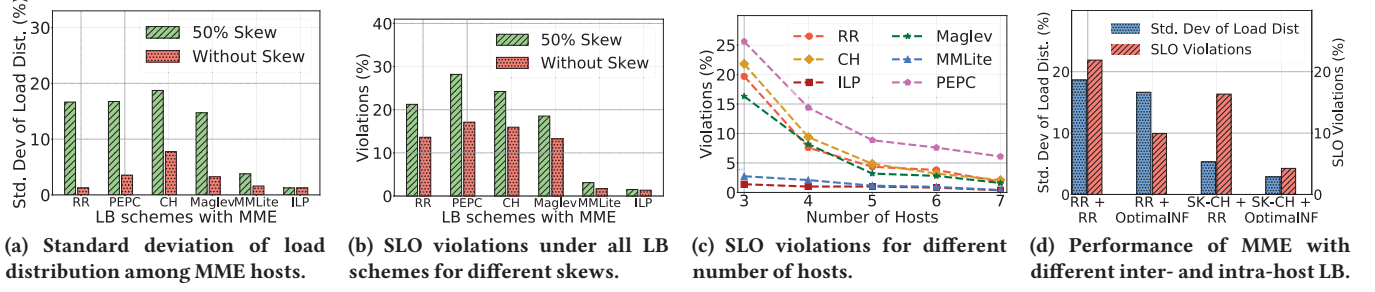 Std. Dev of Load Dist. (%)
30
20
10
0
50% Skew
Without Skew
RR PEPC CH Maglev MMLite ILP
LB schemes with MME
(a) Standard deviation of load
distribution among MME hosts.
Violations (%)
40
30
20
10
0
50% Skew
Without Skew
RR PEPC CH Maglev MMLite ILP
LB schemes with MME
(b) SLO violations under all LB
schemes for different skews.
Violations (%)
30
25
20
15
10
5
0
RR
CH
ILP
Maglev
MMLite
PEPC
3 4 5 6 7
Number of Hosts
(c) SLO violations for different
number of hosts.
Std. Dev of Load Dist. (%)
20
10
0
Std. Dev of Load Dist
SLO Violations
20
10
0
SLO Violations (%)
RR + RR + SK-CH + SK-CH +
RR OptimalNF RR OptimalNF
(d) Performance of MME with
different inter- and intra-host LB.